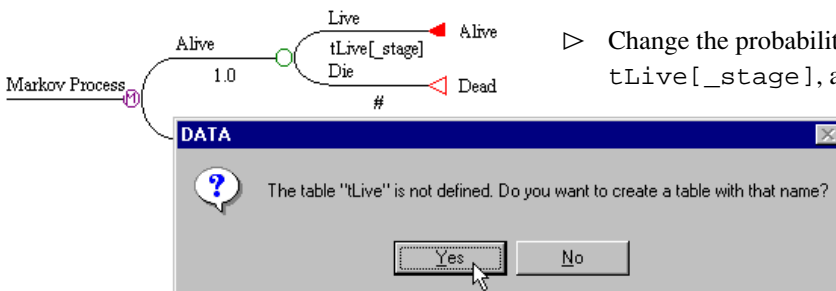 Live
Alive
tLive[_stage]
Alive
1.0
Die
Dead
#
Markov Process
M
▷ Change the probabilit
tLive[_stage], a
DATA
?
The table "tLive" is not defined. Do you want to create a table with that name?
Yes
No